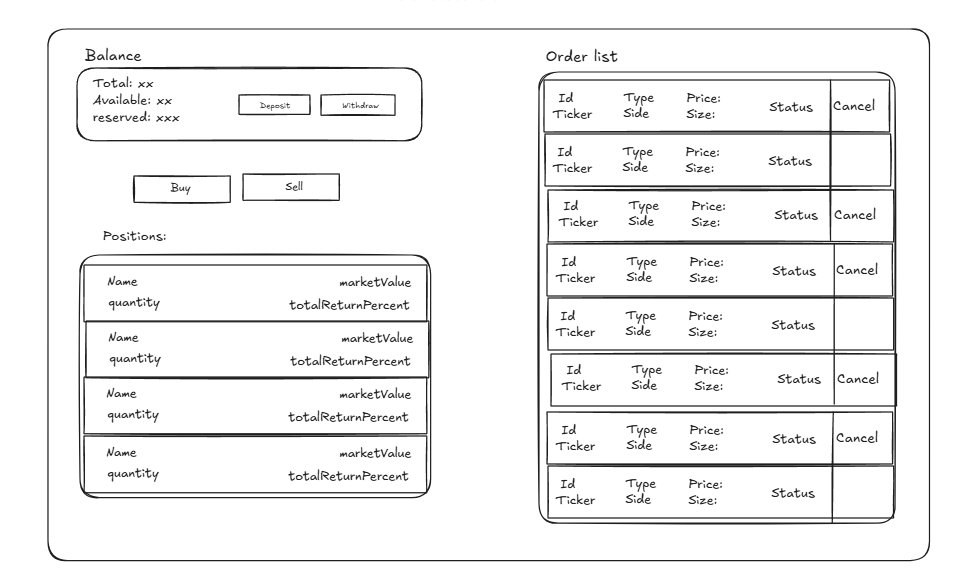 Balance
Total: xx
Available: xx
reserved: xxx
Deposit
Withdraw
Buy
Sell
Positions:
Name marketValue
quantity totalReturnPercent
Name marketValue
quantity totalReturnPercent
Name marketValue
quantity totalReturnPercent
Name marketValue
quantity totalReturnPercent
Order list
Id Type Price:
Ticker Side Size:
Status
Cancel
Id Type Price:
Ticker Side Size:
Status
Id Type Price:
Ticker Side Size:
Status
Cancel
Id Type Price:
Ticker Side Size:
Status
Cancel
Id Type Price:
Ticker Side Size:
Status
Id Type Price:
Ticker Side Size:
Status
Cancel
Id Type Price:
Ticker Side Size:
Status
Cancel
Id Type Price:
Ticker Side Size:
Status